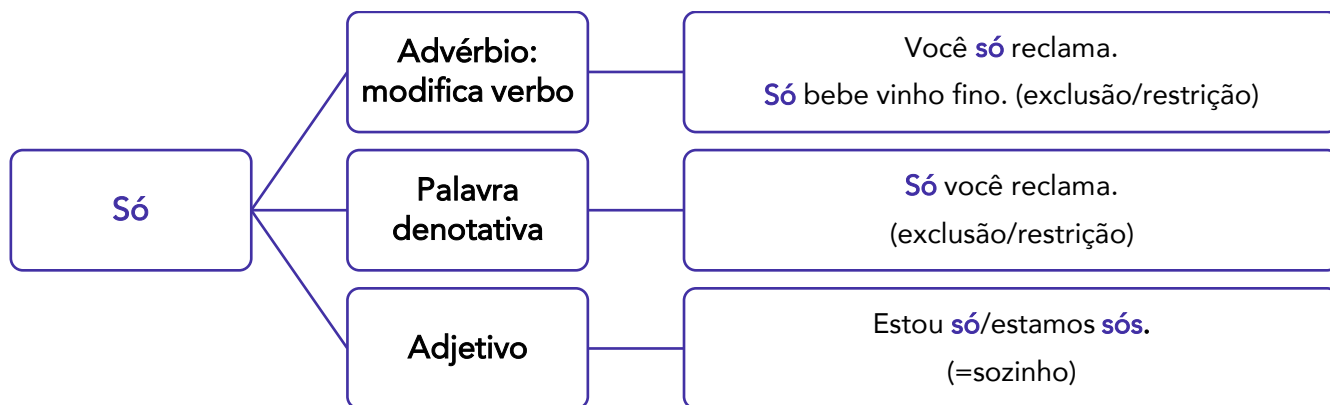 Só
Advérbio:
modifica verbo
Você só reclama.
Só bebe vinho fino. (exclusão/restrição)
Palavra
denotativa
Só você reclama.
(exclusão/restrição)
Adjetivo
Estou só/estamos sós.
(=sozinho)